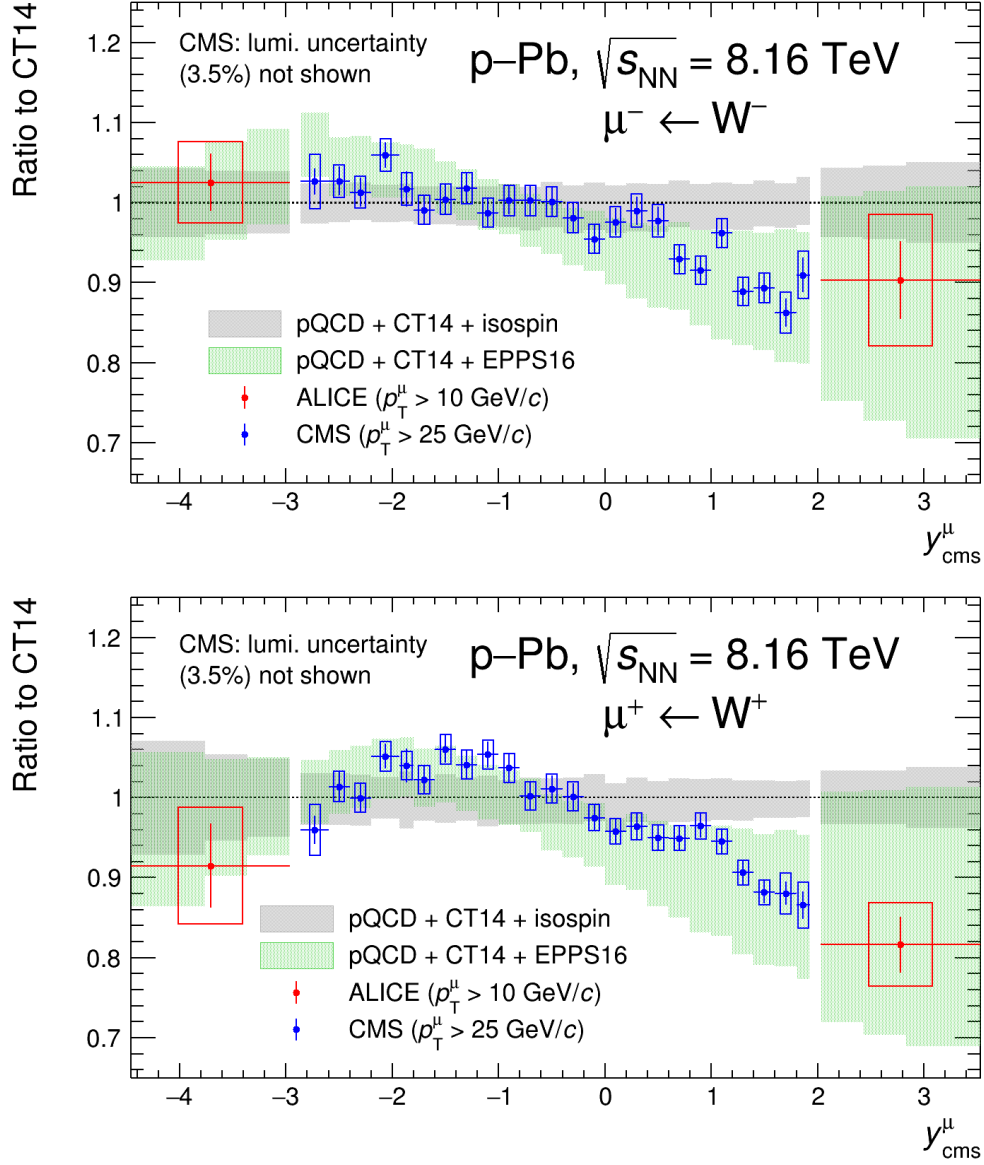 Ratio to CT14
CMS: lumi. uncertainty
(3.5%) not shown
p–Pb, √sNN = 8.16 TeV
μ− ← W−
1.2
1.1
1
0.9
0.8
0.7
pQCD + CT14 + isospin
pQCD + CT14 + EPPS16
ALICE (pTμ > 10 GeV/c)
CMS (pTμ > 25 GeV/c)
−4 −3 −2 −1 0 1 2 3
yμcms
Ratio to CT14
CMS: lumi. uncertainty
(3.5%) not shown
p–Pb, √sNN = 8.16 TeV
μ+ ← W+
1.2
1.1
1
0.9
0.8
0.7
pQCD + CT14 + isospin
pQCD + CT14 + EPPS16
ALICE (pTμ > 10 GeV/c)
CMS (pTμ > 25 GeV/c)
−4 −3 −2 −1 0 1 2 3
yμcms